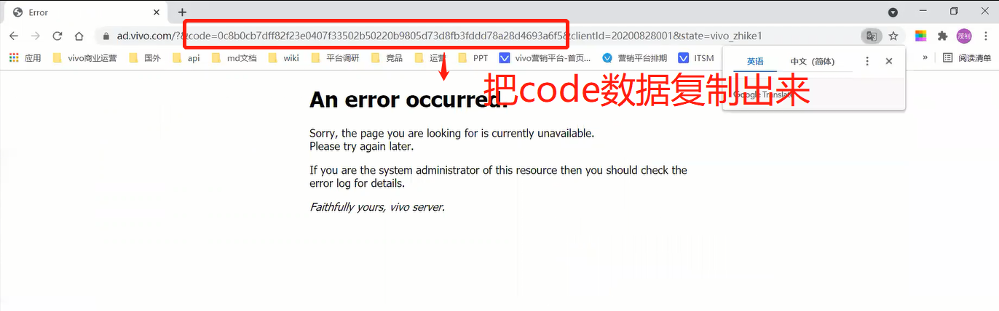 Error
ad.vivo.com/?&code=0c8b0cb7dff82f23e0407f33502b50220b9805d73d8fb3fddd78a28d4693a6f5&clientId=20200828001&state=vivo_zhike1
茂到
应用 vivo商业运营 国外 api md文档 wiki 平台调研 竞品 运营 PPT vivo营销平台-首页... 营销平台排期 ITSM » 阅读清单
英语 中文（简体）
Google Translate
把code数据复制出来
An error occurred.
Sorry, the page you are looking for is currently unavailable.
Please try again later.
If you are the system administrator of this resource then you should check the
error log for details.
Faithfully yours, vivo server.